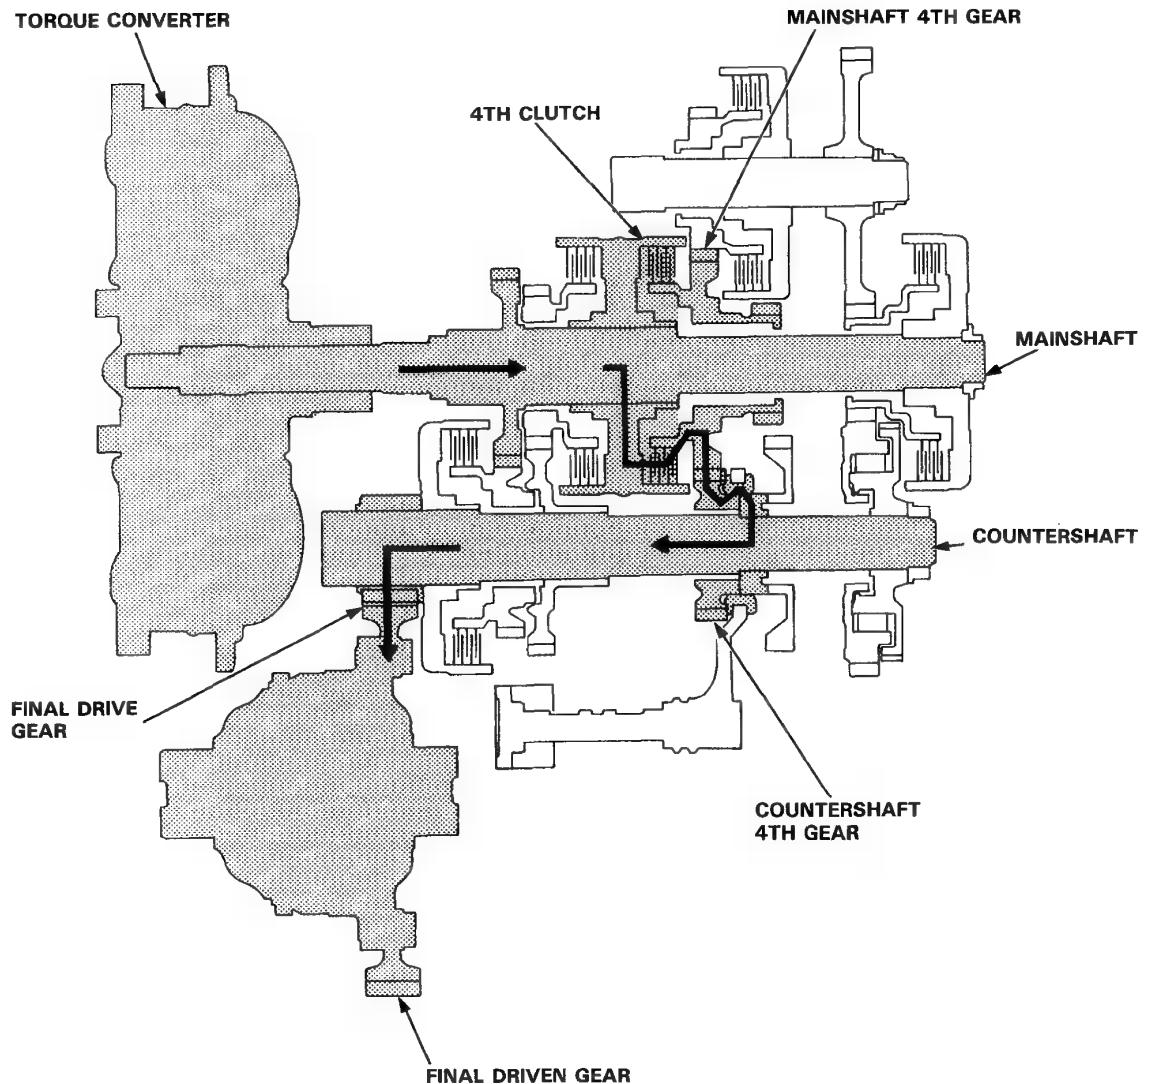 TORQUE CONVERTER
MAINSHAFT 4TH GEAR
4TH CLUTCH
MAINSHAFT
COUNTERSHAFT
FINAL DRIVE
GEAR
COUNTERSHAFT
4TH GEAR
FINAL DRIVEN GEAR